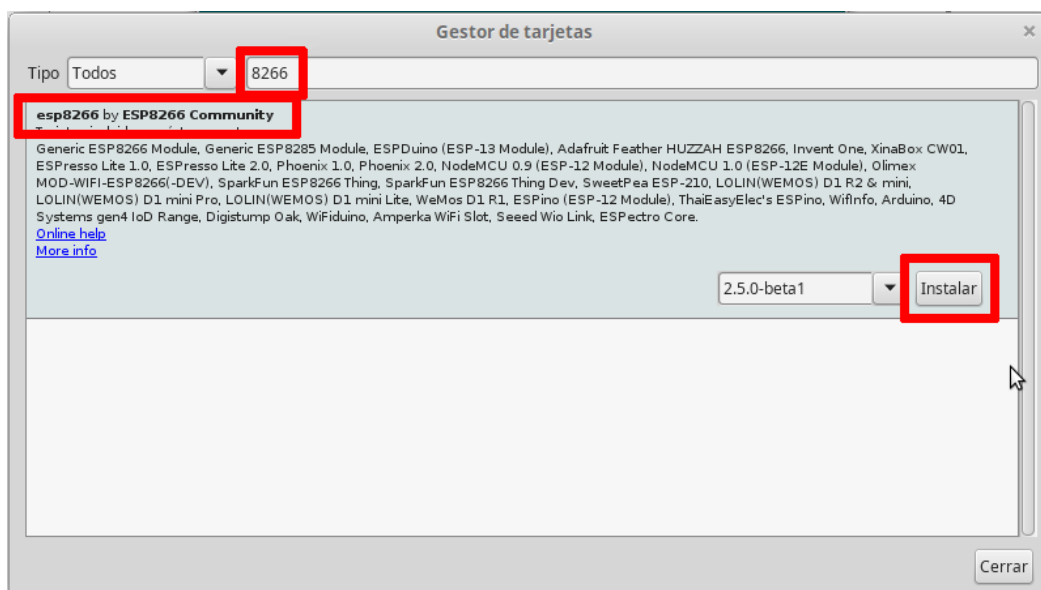 Gestor de tarjetas
Tipo Todos 8266
esp8266 by ESP8266 Community
Generic ESP8266 Module, Generic ESP8285 Module, ESPDuino (ESP-13 Module), Adafruit Feather HUZZAH ESP8266, Invent One, XinaBox CW01,
ESPresso Lite 1.0, ESPresso Lite 2.0, Phoenix 1.0, Phoenix 2.0, NodeMCU 0.9 (ESP-12 Module), NodeMCU 1.0 (ESP-12E Module), Olimex
MOD-WIFI-ESP8266(-DEV), SparkFun ESP8266 Thing, SparkFun ESP8266 Thing Dev, SweetPea ESP-210, LOLIN(WEMOS) D1 R2 & mini,
LOLIN(WEMOS) D1 mini Pro, LOLIN(WEMOS) D1 mini Lite, WeMos D1 R1, ESPino (ESP-12 Module), ThaiEasyElec's ESPino, WifInfo, Arduino, 4D
Systems gen4 IoD Range, Digistump Oak, WiFiduino, Amperka WiFi Slot, Seeed Wio Link, ESPectro Core.
Online help
More info
2.5.0-beta1 Instalar
Cerrar